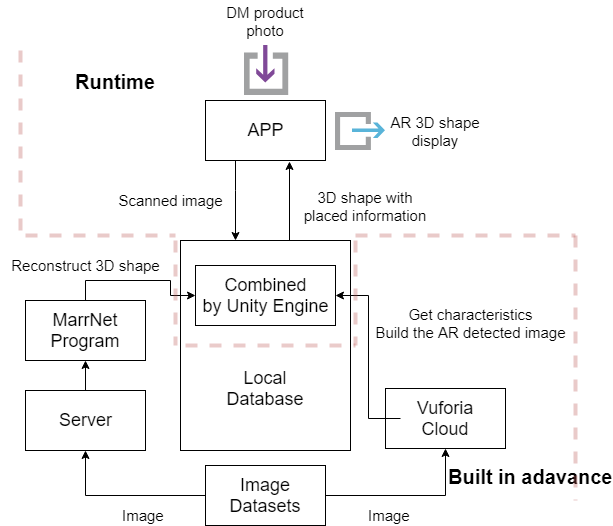 DM product
photo
Runtime
APP
AR 3D shape
display
Scanned image
3D shape with
placed information
Reconstruct 3D shape
Combined
by Unity Engine
MarrNet
Program
Get characteristics
Build the AR detected image
Local
Database
Server
Vuforia
Cloud
Built in adavance
Image
Datasets
Image
Image